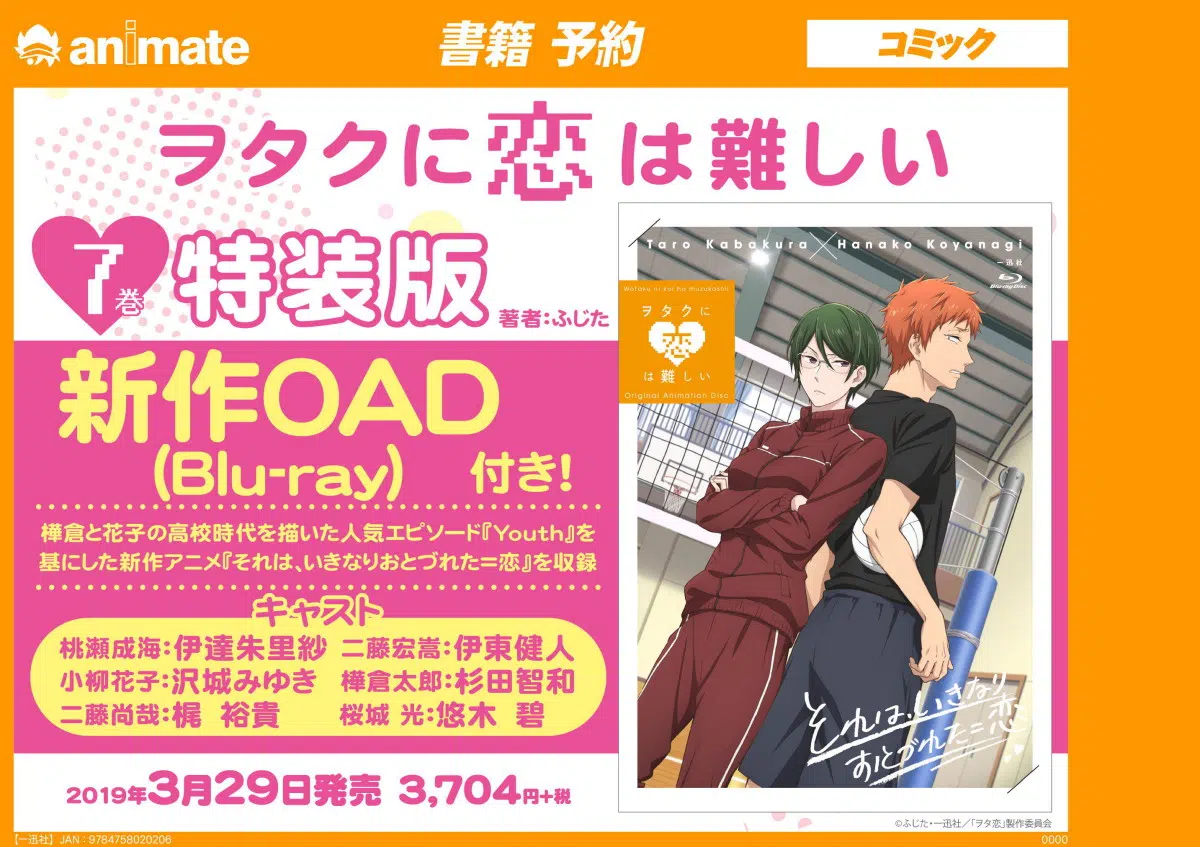 animate
書籍 予約
コミック
ヲタクに恋は難しい
7巻
特装版
著者:ふじた
新作OAD
(Blu-ray) 付き!
樺倉と花子の高校時代を描いた人気エピソード『Youth』を
基にした新作アニメ『それは、いきなりおとづれた=恋』を収録
キャスト
桃瀬成海:伊達朱里紗 二藤宏嵩:伊東健人
小柳花子:沢城みゆき 樺倉太郎:杉田智和
二藤尚哉:梶 裕貴 桜城 光:悠木 碧
2019年3月29日発売 3,704円+税
Taro Kabakura × Hanako Koyanagi
一迅社
Blu-ray Disc
Wotaku ni Koi ha Muzukashii
ヲタクに
恋
は難しい
Original Animation Disc
それは、いきなり
おとづれた=恋
©ふじた・一迅社/「ヲタ恋」製作委員会
【一迅社】 JAN:9784758020206
0000